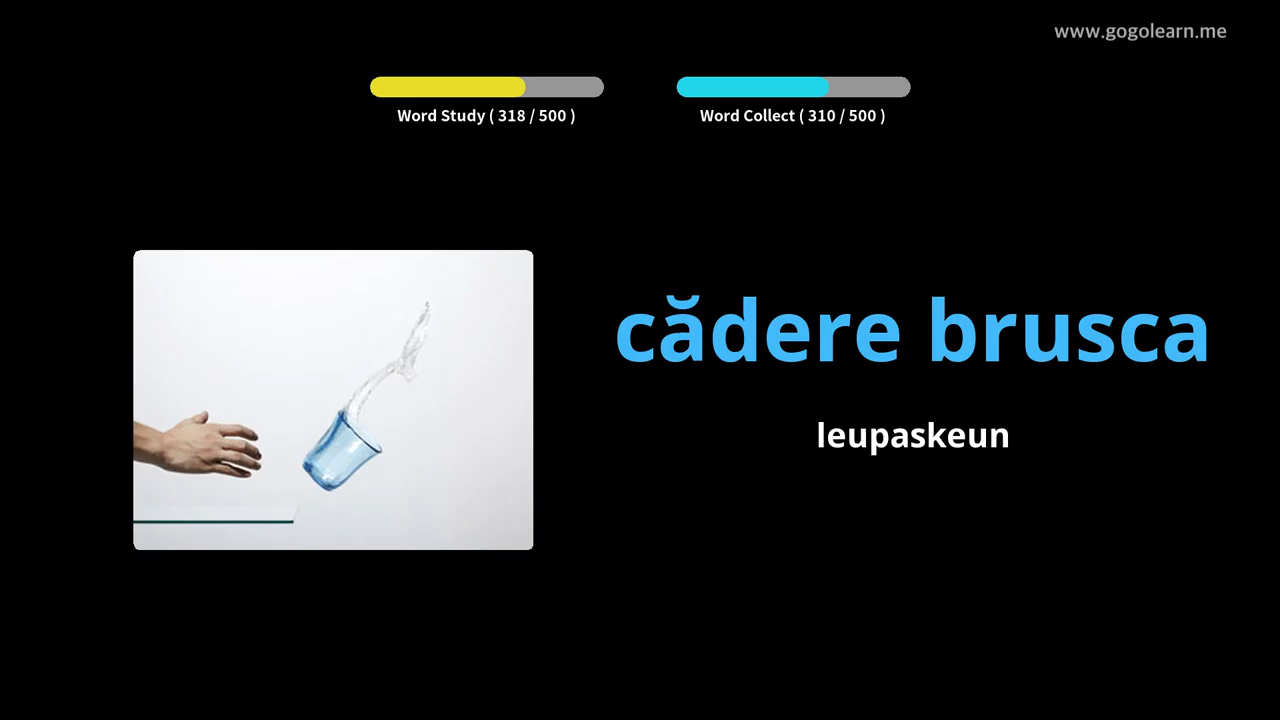 www.gogolearn.me
Word Study ( 318 / 500 )
Word Collect ( 310 / 500 )
cădere brusca
leupaskeun